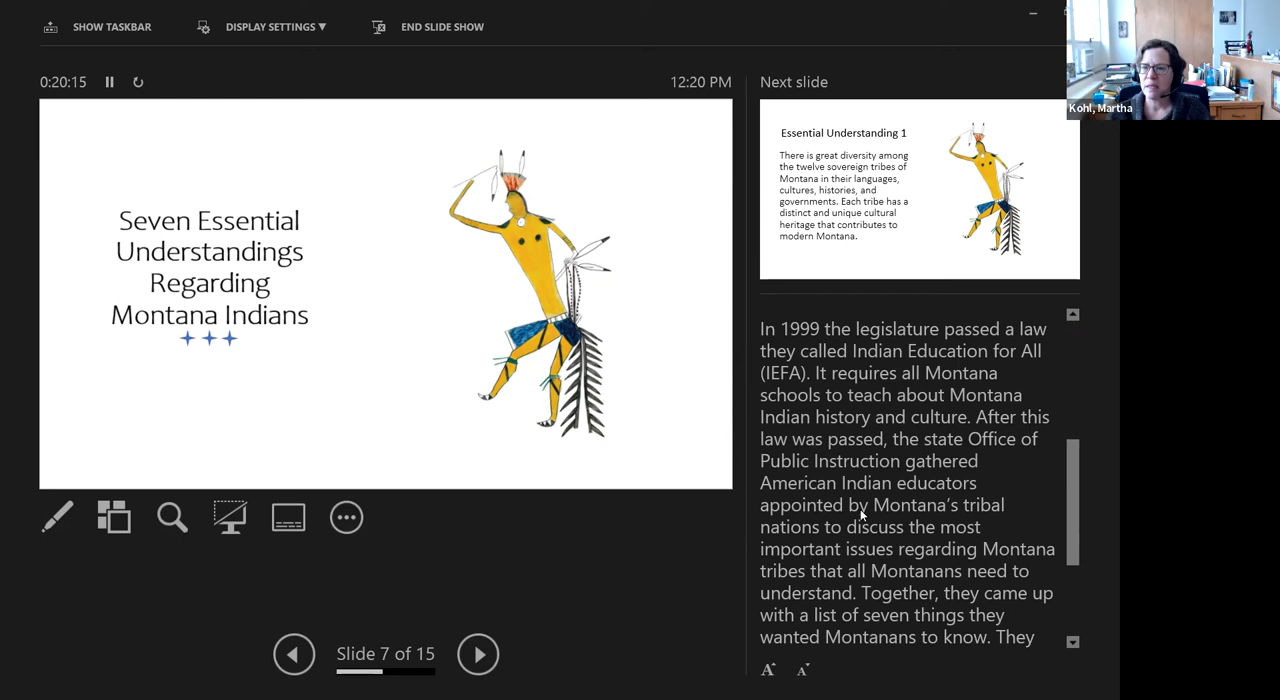 SHOW TASKBAR
DISPLAY SETTINGS ▼
END SLIDE SHOW
0:20:15
12:20 PM
Next slide
Kohl, Martha
Seven Essential
Understandings
Regarding
Montana Indians
Essential Understanding 1
There is great diversity among
the twelve sovereign tribes of
Montana in their languages,
cultures, histories, and
governments. Each tribe has a
distinct and unique cultural
heritage that contributes to
modern Montana.
In 1999 the legislature passed a law
they called Indian Education for All
(IEFA). It requires all Montana
schools to teach about Montana
Indian history and culture. After this
law was passed, the state Office of
Public Instruction gathered
American Indian educators
appointed by Montana’s tribal
nations to discuss the most
important issues regarding Montana
tribes that all Montanans need to
understand. Together, they came up
with a list of seven things they
wanted Montanans to know. They
Slide 7 of 15
A A